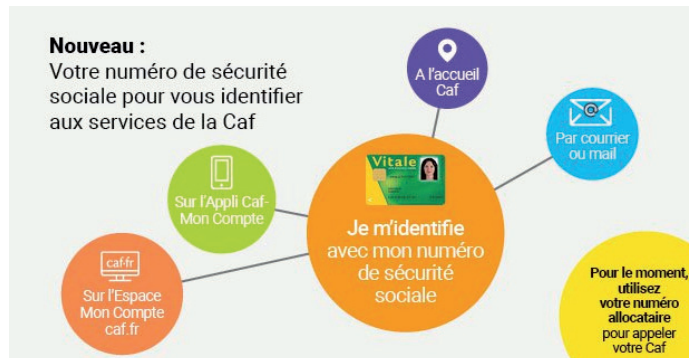 Nouveau :
Votre numéro de sécurité
sociale pour vous identifier
aux services de la Caf
A l'accueil
Caf
@
Par courrier
ou mail
Sur l'Appli Caf-
Mon Compte
Vitale
Je m'identifie
avec mon numéro
de sécurité
sociale
caf·fr
Sur l'Espace
Mon Compte
caf.fr
Pour le moment,
utilisez
votre numéro
allocataire
pour appeler
votre Caf